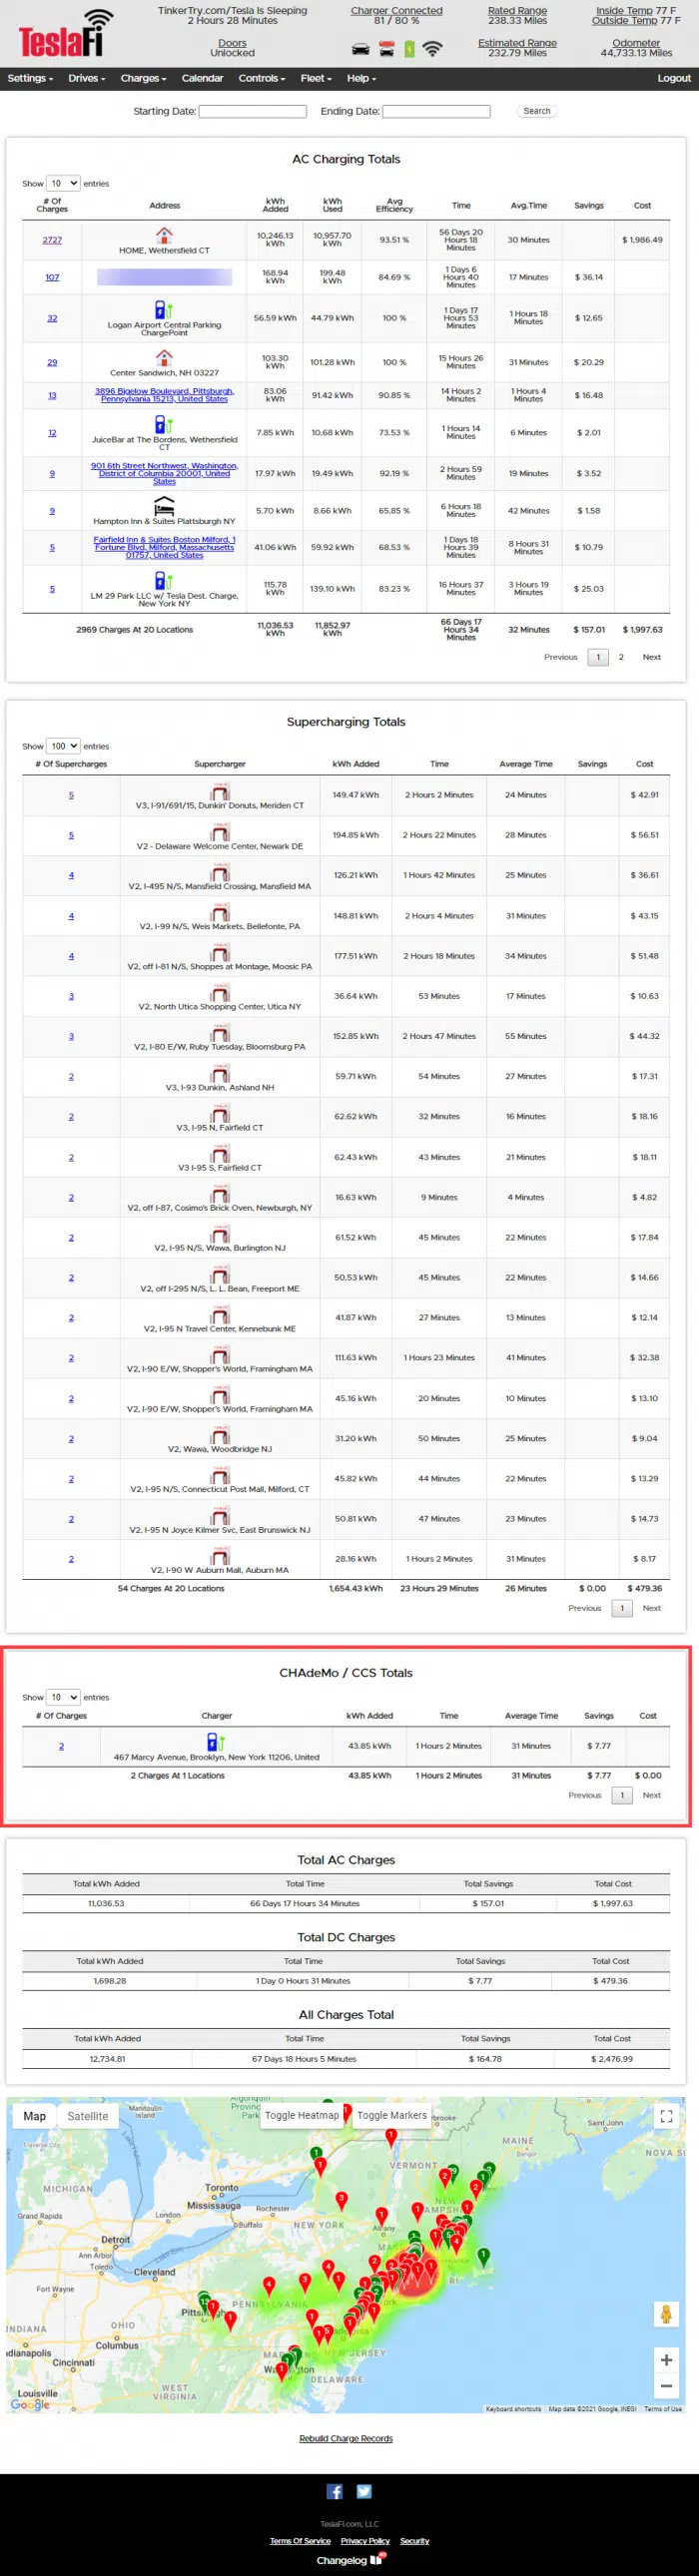 TeslaFi
TinkerTry.com/Tesla Is Sleeping
2 Hours 28 Minutes
Charger Connected
81 / 80 %
Rated Range
238.33 Miles
Inside Temp 77 F
Outside Temp 77 F
Doors
Unlocked
Estimated Range
232.79 Miles
Odometer
44,733.13 Miles
Settings Drives Charges Calendar Controls Fleet Help Logout
Starting Date: Ending Date: Search
AC Charging Totals
Show 10 entries
# Of Charges Address kWh Added kWh Used Avg Efficiency Time Avg.Time Savings Cost
2727 HOME, Wethersfield CT 10,246.13 kWh 10,957.70 kWh 93.51 % 56 Days 20 Hours 18 Minutes 30 Minutes $ 1,986.49
107 168.94 kWh 199.48 kWh 84.69 % 1 Days 6 Hours 40 Minutes 17 Minutes $ 36.14
32 Logan Airport Central Parking ChargePoint 56.59 kWh 44.79 kWh 100 % 1 Days 17 Hours 53 Minutes 1 Hours 18 Minutes $ 12.65
29 Center Sandwich, NH 03227 103.30 kWh 101.28 kWh 100 % 15 Hours 26 Minutes 31 Minutes $ 20.29
13 3896 Bigelow Boulevard, Pittsburgh, Pennsylvania 15213, United States 83.06 kWh 91.42 kWh 90.85 % 14 Hours 2 Minutes 1 Hours 4 Minutes $ 16.48
12 JuiceBar at The Bordens, Wethersfield CT 7.85 kWh 10.68 kWh 73.53 % 1 Hours 14 Minutes 6 Minutes $ 2.01
9 901 6th Street Northwest, Washington, District of Columbia 20001, United States 17.97 kWh 19.49 kWh 92.19 % 2 Hours 59 Minutes 19 Minutes $ 3.52
9 Hampton Inn & Suites Plattsburgh NY 5.70 kWh 8.66 kWh 65.85 % 6 Hours 18 Minutes 42 Minutes $ 1.58
5 Fairfield Inn & Suites Boston Milford, 1 Fortune Blvd, Milford, Massachusetts 01757, United States 41.06 kWh 59.92 kWh 68.53 % 1 Days 18 Hours 39 Minutes 8 Hours 31 Minutes $ 10.79
5 LM 29 Park LLC w/ Tesla Dest. Charge, New York NY 115.78 kWh 139.10 kWh 83.23 % 16 Hours 37 Minutes 3 Hours 19 Minutes $ 25.03
2969 Charges At 20 Locations 11,036.53 kWh 11,852.97 kWh 66 Days 17 Hours 34 Minutes 32 Minutes $ 157.01 $ 1,997.63
Previous 1 2 Next
Supercharging Totals
Show 100 entries
# Of Supercharges Supercharger kWh Added Time Average Time Savings Cost
5 V3, I-91/691/15, Dunkin' Donuts, Meriden CT 149.47 kWh 2 Hours 2 Minutes 24 Minutes $ 42.91
5 V2 - Delaware Welcome Center, Newark DE 194.85 kWh 2 Hours 22 Minutes 28 Minutes $ 56.51
4 V2, I-495 N/S, Mansfield Crossing, Mansfield MA 126.21 kWh 1 Hours 42 Minutes 25 Minutes $ 36.61
4 V2, I-99 N/S, Weis Markets, Bellefonte, PA 148.81 kWh 2 Hours 4 Minutes 31 Minutes $ 43.15
4 V2, off I-81 N/S, Shoppes at Montage, Moosic PA 177.51 kWh 2 Hours 18 Minutes 34 Minutes $ 51.48
3 V2, North Utica Shopping Center, Utica NY 36.64 kWh 53 Minutes 17 Minutes $ 10.63
3 V2, I-80 E/W, Ruby Tuesday, Bloomsburg PA 152.85 kWh 2 Hours 47 Minutes 55 Minutes $ 44.32
2 V3, I-93 Dunkin, Ashland NH 59.71 kWh 54 Minutes 27 Minutes $ 17.31
2 V3, I-95 N, Fairfield CT 62.62 kWh 32 Minutes 16 Minutes $ 18.16
2 V3 I-95 S, Fairfield CT 62.43 kWh 43 Minutes 21 Minutes $ 18.11
2 V2, off I-87, Cosimo's Brick Oven, Newburgh, NY 16.63 kWh 9 Minutes 4 Minutes $ 4.82
2 V2, I-95 N/S, Wawa, Burlington NJ 61.52 kWh 45 Minutes 22 Minutes $ 17.84
2 V2, off I-295 N/S, L. L. Bean, Freeport ME 50.53 kWh 45 Minutes 22 Minutes $ 14.66
2 V2, I-95 N Travel Center, Kennebunk ME 41.87 kWh 27 Minutes 13 Minutes $ 12.14
2 V2, I-90 E/W, Shopper's World, Framingham MA 111.63 kWh 1 Hours 23 Minutes 41 Minutes $ 32.38
2 V2, I-90 E/W, Shopper's World, Framingham MA 45.16 kWh 20 Minutes 10 Minutes $ 13.10
2 V2, Wawa, Woodbridge NJ 31.20 kWh 50 Minutes 25 Minutes $ 9.04
2 V2, I-95 N/S, Connecticut Post Mall, Milford, CT 45.82 kWh 44 Minutes 22 Minutes $ 13.29
2 V2, I-95 N Joyce Kilmer Svc, East Brunswick NJ 50.81 kWh 47 Minutes 23 Minutes $ 14.73
2 V2, I-90 W Auburn Mall, Auburn MA 28.16 kWh 1 Hours 2 Minutes 31 Minutes $ 8.17
54 Charges At 20 Locations 1,654.43 kWh 23 Hours 29 Minutes 26 Minutes $ 0.00 $ 479.36
Previous 1 Next
CHAdeMo / CCS Totals
Show 10 entries
# Of Charges Charger kWh Added Time Average Time Savings Cost
2 467 Marcy Avenue, Brooklyn, New York 11206, United 43.85 kWh 1 Hours 2 Minutes 31 Minutes $ 7.77
2 Charges At 1 Locations 43.85 kWh 1 Hours 2 Minutes 31 Minutes $ 7.77 $ 0.00
Previous 1 Next
Total AC Charges
Total kWh Added Total Time Total Savings Total Cost
11,036.53 66 Days 17 Hours 34 Minutes $ 157.01 $ 1,997.63
Total DC Charges
Total kWh Added Total Time Total Savings Total Cost
1,698.28 1 Day 0 Hours 31 Minutes $ 7.77 $ 479.36
All Charges Total
Total kWh Added Total Time Total Savings Total Cost
12,734.81 67 Days 18 Hours 5 Minutes $ 164.78 $ 2,476.99
Map Satellite Toggle Heatmap Toggle Markers
Manitoulin Island
Saint John
Traverse City
MAINE
VERMONT
NOVA S
MICHIGAN
Toronto
Mississauga
Rochester
Grand Rapids
London
Buffalo
NEW YORK
Albany
Detroit
Ann Arbor
Cleveland
Fort Wayne
PENNSYLVANIA
INDIANA
OHIO
Columbus
NEW JERSEY
Indianapolis
Cincinnati
DELAWARE
WEST VIRGINIA
Louisville
Google
Keyboard shortcuts Map data ©2021 Google, INEGI Terms of Use
Rebuild Charge Records
TeslaFi.com, LLC
Terms Of Service Privacy Policy Security
Changelog